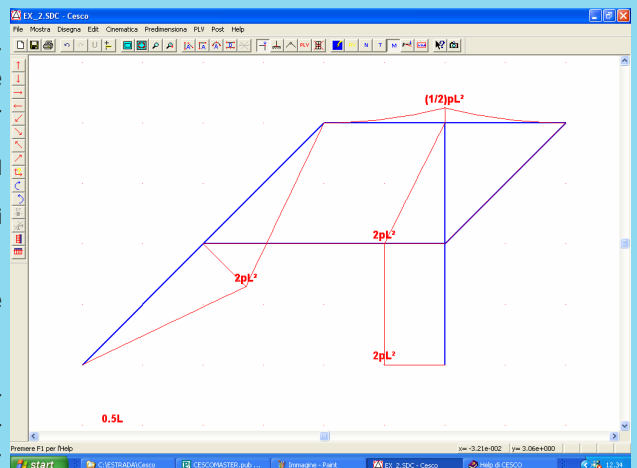 EX_2.SDC - Cesco
File Mostra Disegna Edit Cinematica Predimensiona PLV Post Help
PLV N T M
(1/2)pL²
2pL²
2pL²
2pL²
0.5L
Premere F1 per l'Help
x= -3.21e-002 y= 3.06e+000
start C:\ESTRADA\Cesco CESCOMASTER.pub ... Immagine - Paint EX_2.SDC - Cesco Help di CESCO 12.34